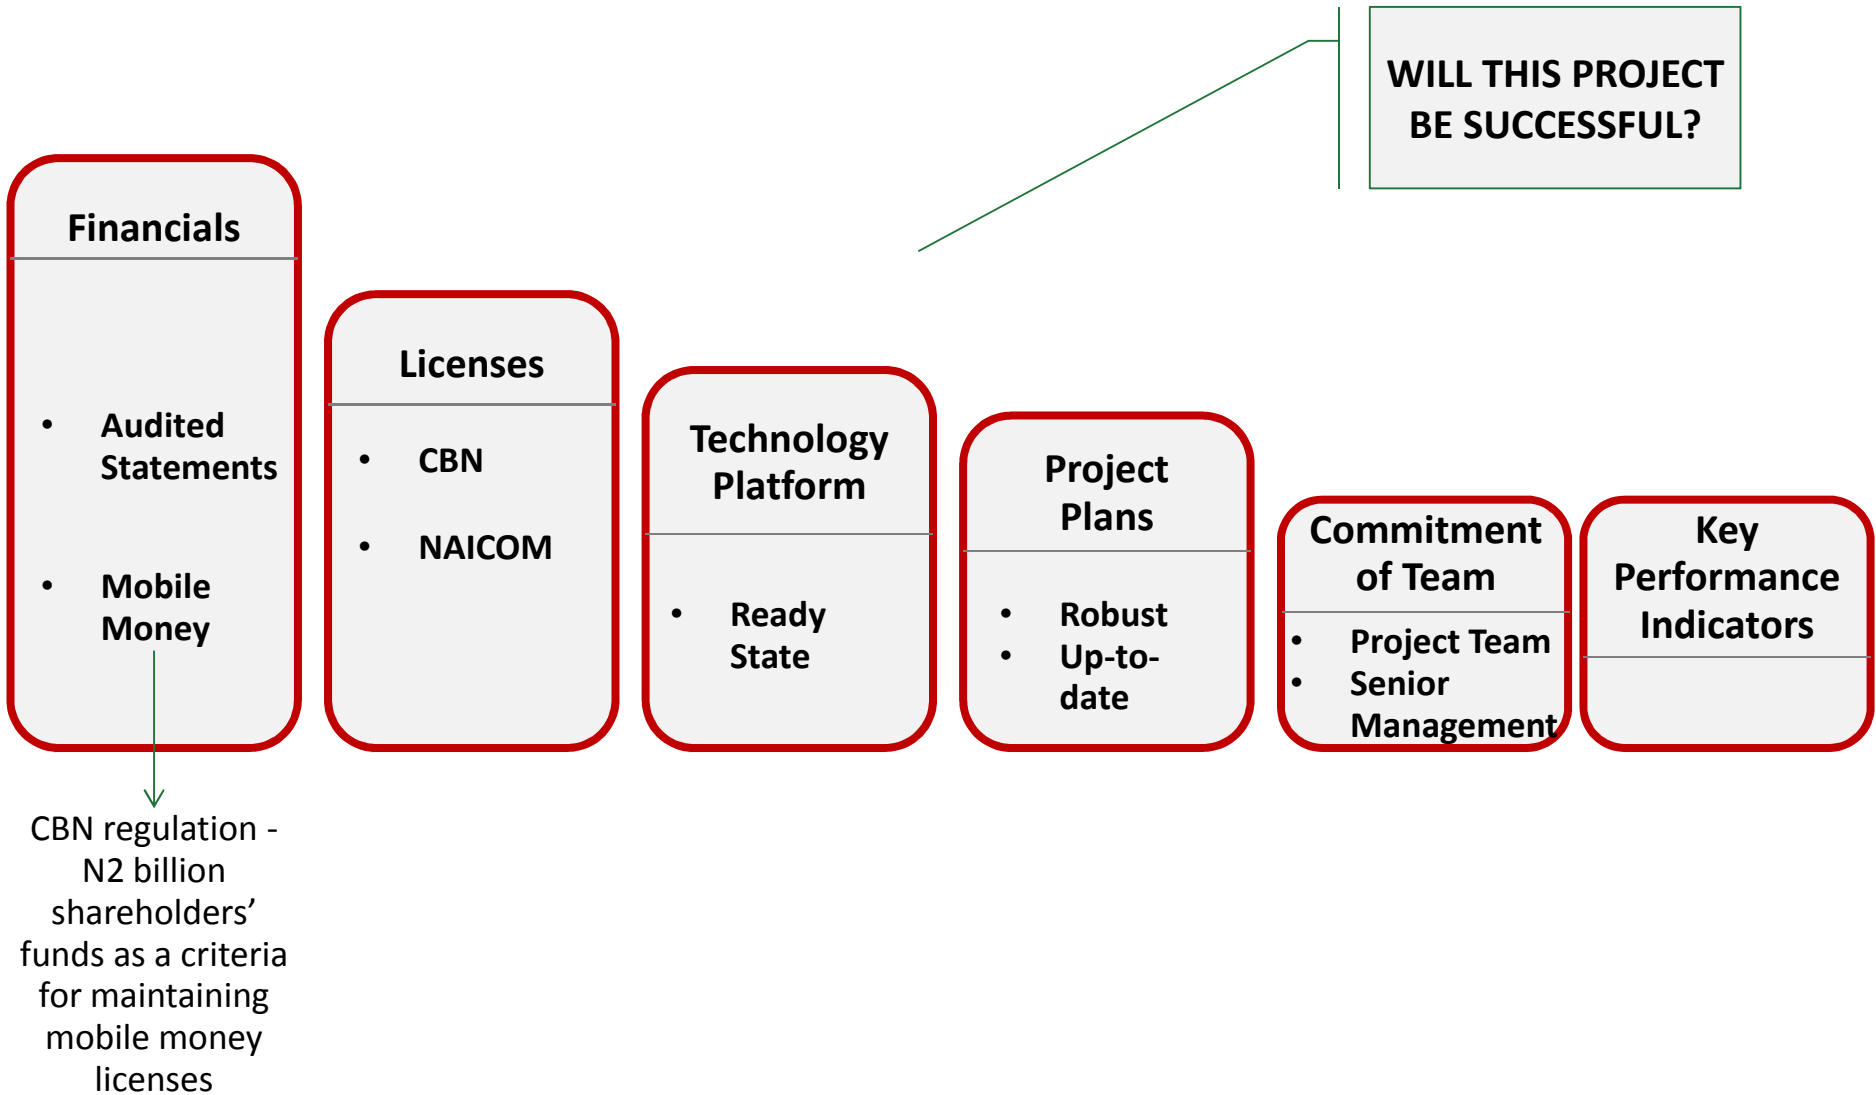 WILL THIS PROJECT
BE SUCCESSFUL?
Financials
• Audited
Statements
• Mobile
Money
CBN regulation -
N2 billion
shareholders’
funds as a criteria
for maintaining
mobile money
licenses
Licenses
• CBN
• NAICOM
Technology
Platform
• Ready
State
Project
Plans
• Robust
• Up-to-
date
Commitment
of Team
• Project Team
• Senior
Management
Key
Performance
Indicators